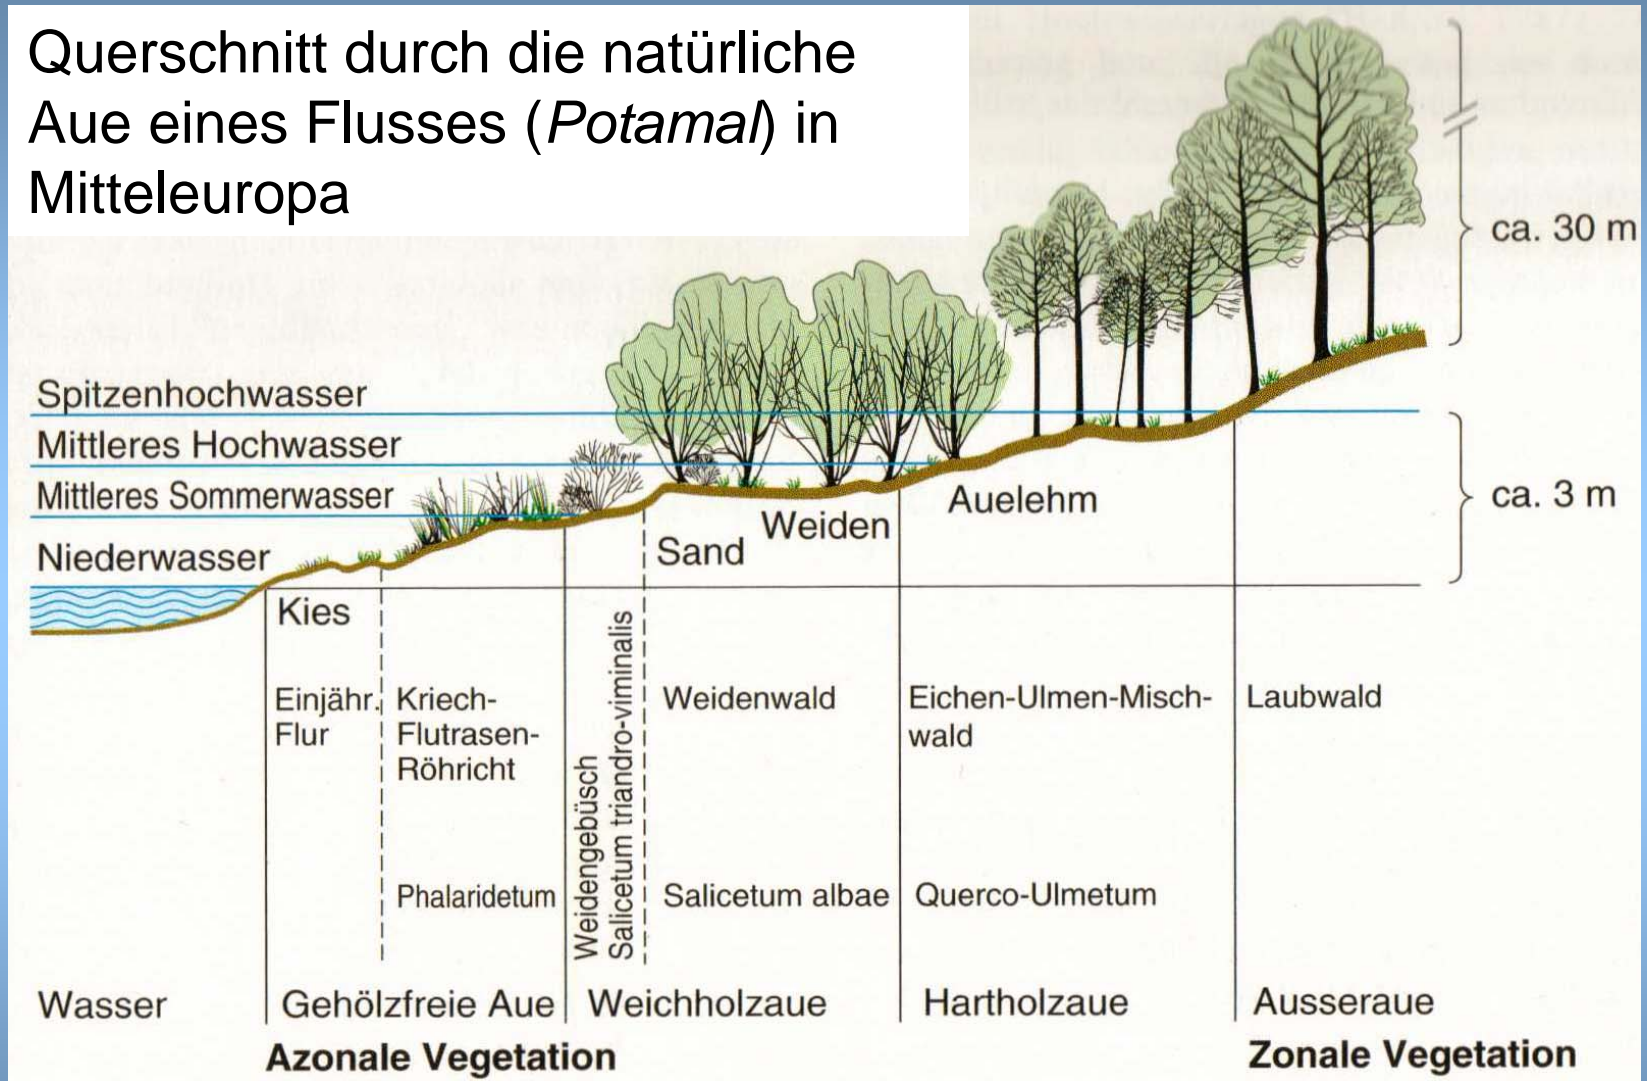 Querschnitt durch die natürliche
Aue eines Flusses (Potamal) in
Mitteleuropa
ca. 30 m
Spitzenhochwasser
Mittleres Hochwasser
Mittleres Sommerwasser
Niederwasser
ca. 3 m
Kies
Sand
Weiden
Auelehm
Einjähr.
Flur
Kriech-
Flutrasen-
Röhricht
Phalaridetum
Weidengebüsch
Salicetum triandro-viminalis
Weidenwald
Salicetum albae
Eichen-Ulmen-Misch-
wald
Querco-Ulmetum
Laubwald
Wasser
Gehölzfreie Aue
Weichholzaue
Hartholzaue
Ausseraue
Azonale Vegetation
Zonale Vegetation